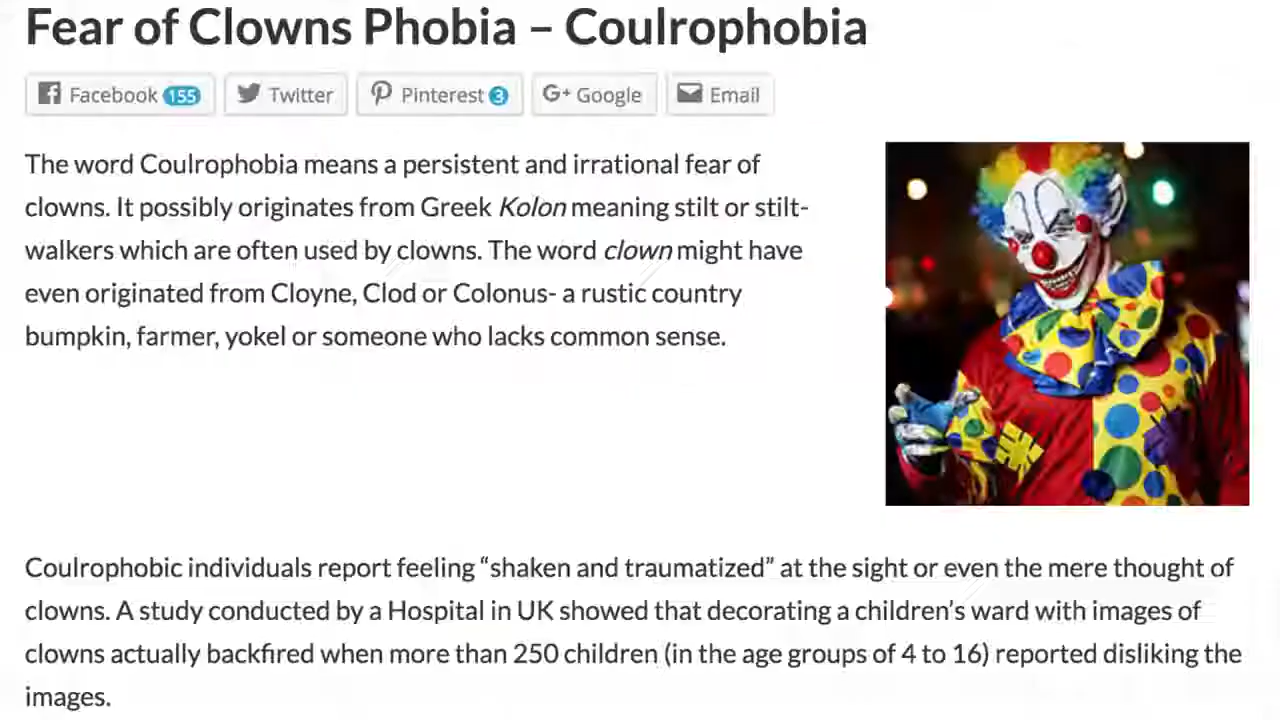 Fear of Clowns Phobia – Coulrophobia
Facebook 155 Twitter Pinterest 3 G+ Google Email
The word Coulrophobia means a persistent and irrational fear of
clowns. It possibly originates from Greek Kolon meaning stilt or stilt-
walkers which are often used by clowns. The word clown might have
even originated from Cloyne, Clod or Colonus- a rustic country
bumpkin, farmer, yokel or someone who lacks common sense.
Coulrophobic individuals report feeling “shaken and traumatized” at the sight or even the mere thought of
clowns. A study conducted by a Hospital in UK showed that decorating a children’s ward with images of
clowns actually backfired when more than 250 children (in the age groups of 4 to 16) reported disliking the
images.